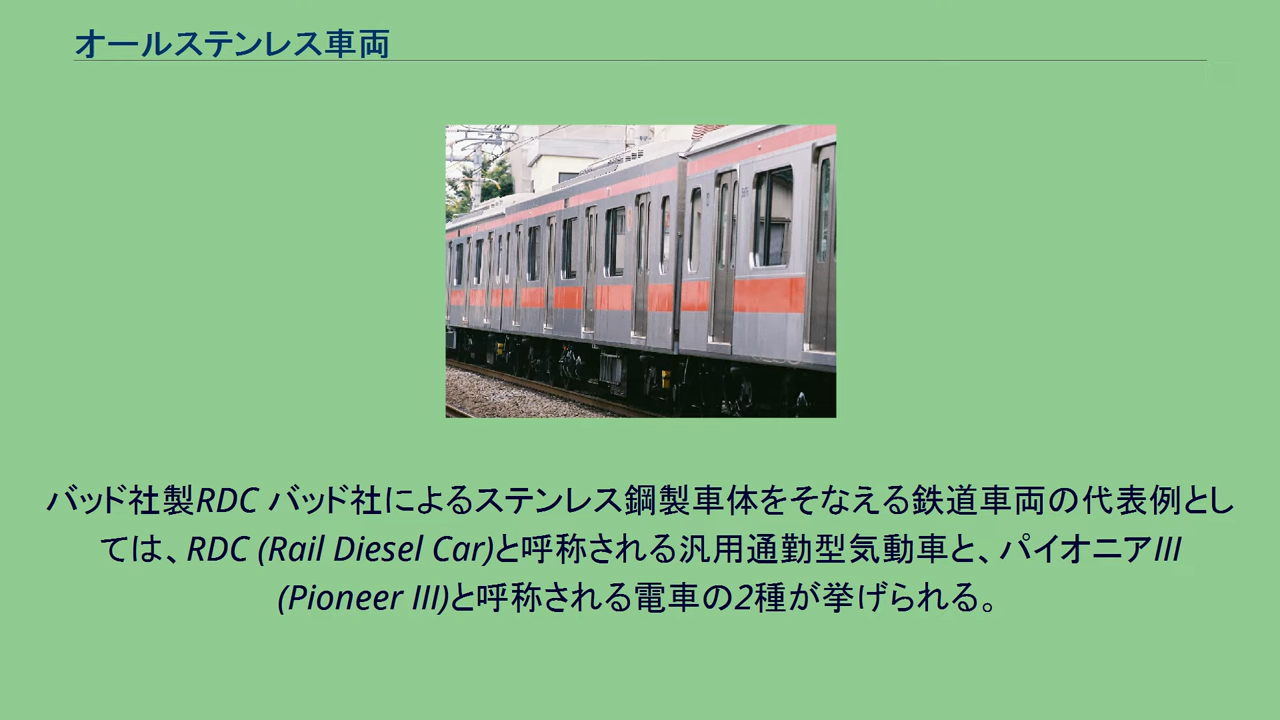 オールステンレス車両
バッド社製RDC バッド社によるステンレス鋼製車体をそなえる鉄道車両の代表例とし
ては、RDC (Rail Diesel Car)と呼称される汎用通勤型気動車と、パイオニアIII
(Pioneer III)と呼称される電車の2種が挙げられる。